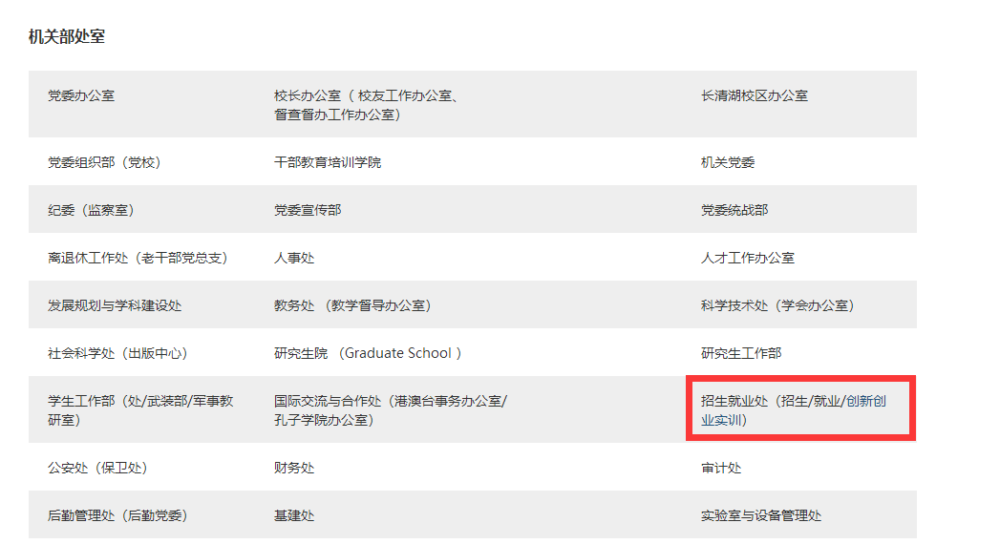 机关部处室
党委办公室
校长办公室（ 校友工作办公室、
督查督办工作办公室）
长清湖校区办公室
党委组织部（党校）
干部教育培训学院
机关党委
纪委（监察室）
党委宣传部
党委统战部
离退休工作处（老干部党总支）
人事处
人才工作办公室
发展规划与学科建设处
教务处 （教学督导办公室）
科学技术处（学会办公室）
社会科学处（出版中心）
研究生院 （Graduate School ）
研究生工作部
学生工作部（处/武装部/军事教
研室）
国际交流与合作处（港澳台事务办公室/
孔子学院办公室）
招生就业处（招生/就业/创新创
业实训）
公安处（保卫处）
财务处
审计处
后勤管理处（后勤党委）
基建处
实验室与设备管理处